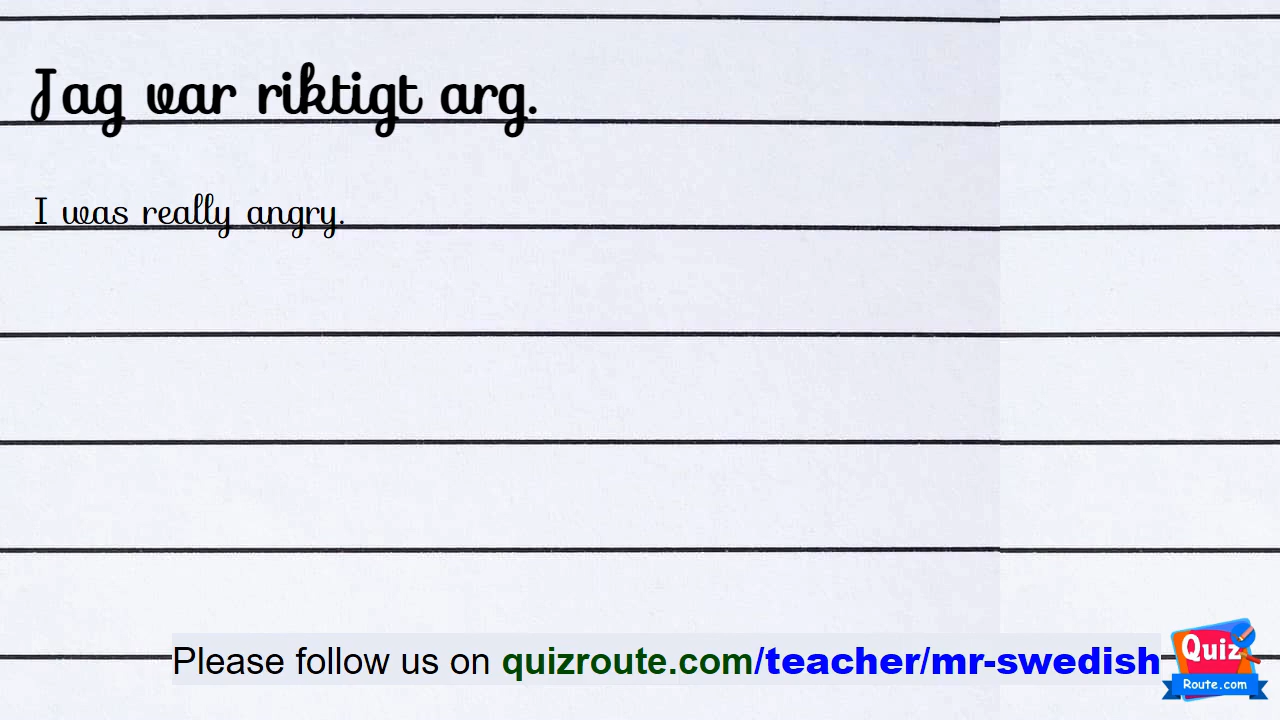 Jag var riktigt arg.
I was really angry.
Please follow us on quizroute.com/teacher/mr-swedish
Quiz
Route.com